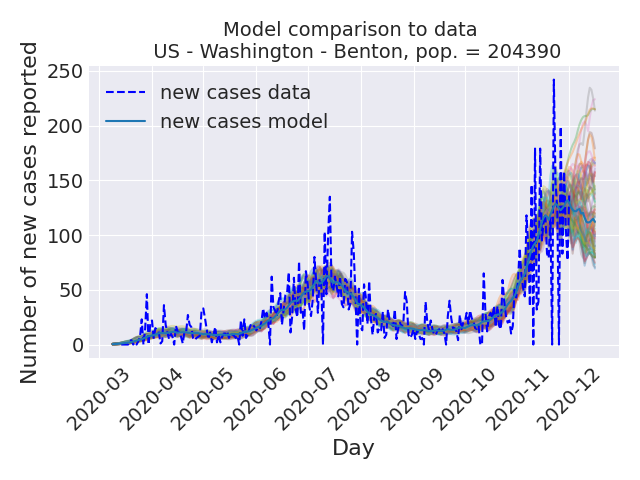 Model comparison to data
US - Washington - Benton, pop. = 204390
Number of new cases reported
250
200
150
100
50
0
new cases data
new cases model
2020-03
2020-04
2020-05
2020-06
2020-07
2020-08
2020-09
2020-10
2020-11
2020-12
Day